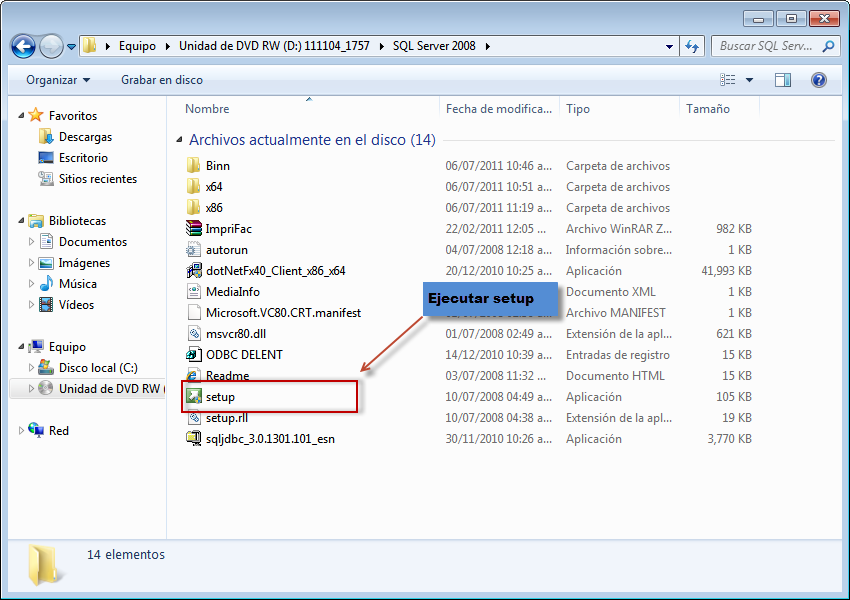 Equipo Unidad de DVD RW (D:) 111104_1757 SQL Server 2008
Buscar SQL Serv...
Organizar Grabar en disco
Favoritos
Descargas
Escritorio
Sitios recientes
Bibliotecas
Documentos
Imágenes
Música
Vídeos
Equipo
Disco local (C:)
Unidad de DVD RW (
Red
Nombre Fecha de modifica... Tipo Tamaño
Archivos actualmente en el disco (14)
Binn 06/07/2011 10:46 a... Carpeta de archivos
x64 06/07/2011 10:51 a... Carpeta de archivos
x86 06/07/2011 11:19 a... Carpeta de archivos
ImpriFac 22/02/2011 12:05 ... Archivo WinRAR Z... 982 KB
autorun 04/07/2008 12:18 a... Información sobre... 1 KB
dotNetFx40_Client_x86_x64 20/12/2010 10:25 a... Aplicación 41,993 KB
MediaInfo Documento XML 1 KB
Microsoft.VC80.CRT.manifest Archivo MANIFEST 1 KB
msvcr80.dll 01/07/2008 02:49 a... Extensión de la apl... 621 KB
ODBC DELENT 14/12/2010 10:39 a... Entradas de registro 15 KB
Readme 03/07/2008 11:32 ... Documento HTML 15 KB
setup 10/07/2008 04:49 a... Aplicación 105 KB
setup.rll 10/07/2008 04:38 a... Extensión de la apl... 19 KB
sqljdbc_3.0.1301.101_esn 30/11/2010 10:26 a... Aplicación 3,770 KB
Ejecutar setup
14 elementos